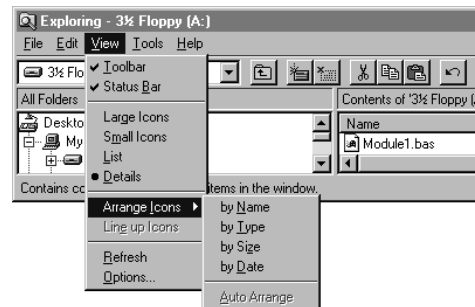 Exploring - 3½ Floppy (A:)
File Edit View Tools Help
3½ Flo
Toolbar
Status Bar
All Folders
Contents of '3½ Floppy (
Large Icons
Small Icons
List
Details
Deskto
My
Name
Module1.bas
Contains co
items in the window.
Arrange Icons
Line up Icons
Refresh
Options...
by Name
by Type
by Size
by Date
Auto Arrange